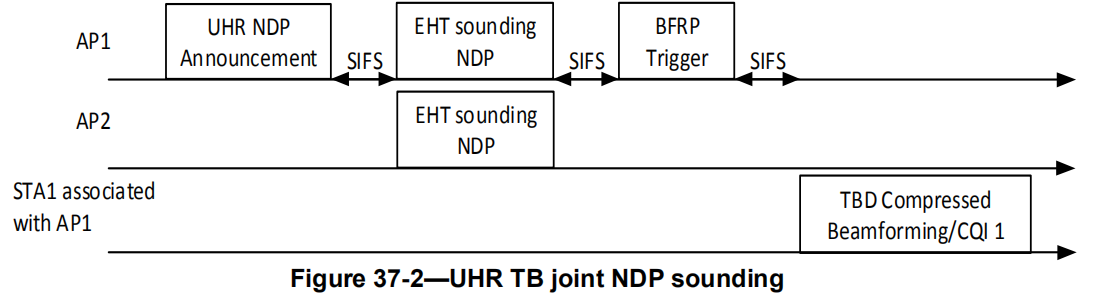 AP1
UHR NDP
Announcement
SIFS
EHT sounding
NDP
SIFS
BFRP
Trigger
SIFS
AP2
EHT sounding
NDP
STA1 associated
with AP1
TBD Compressed
Beamforming/CQI 1
Figure 37-2—UHR TB joint NDP sounding